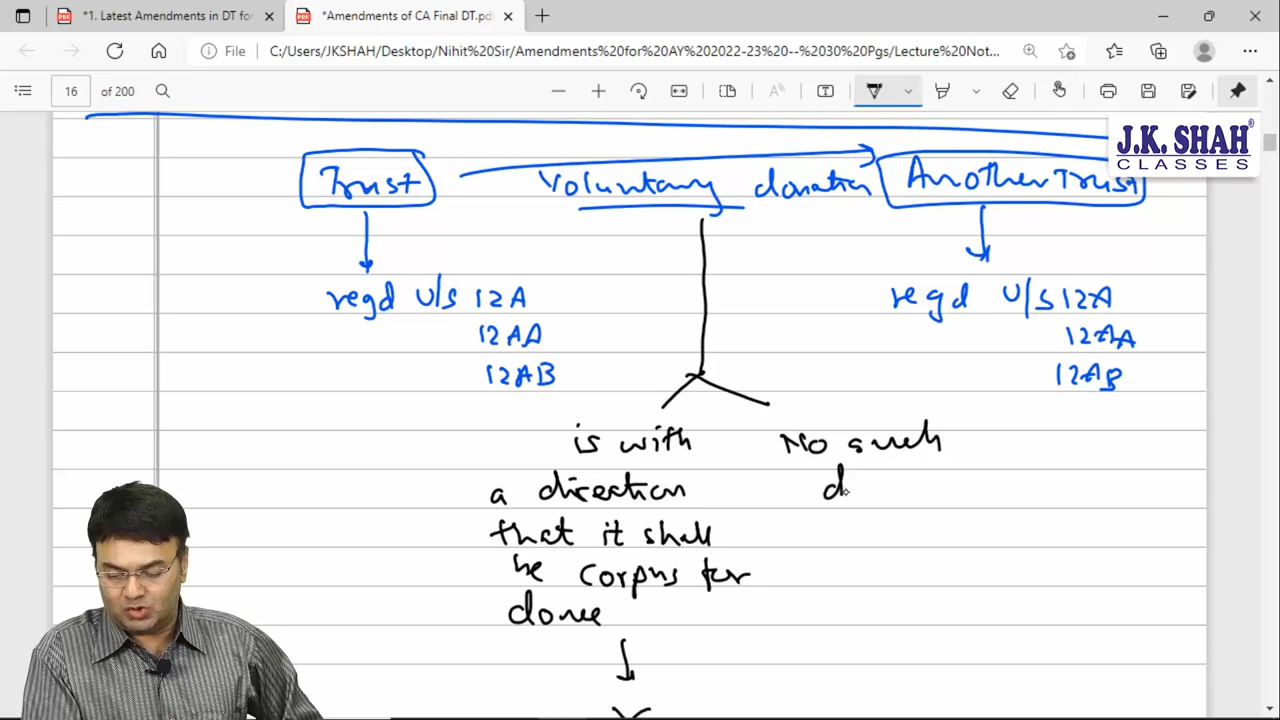 *1. Latest Amendments in DT for
*Amendments of CA Final DT.pd
File
C:/Users/JKSHAH/Desktop/Nihit%20Sir/Amendments%20for%20AY%202022-23%20--%2030%20Pgs/Lecture%20Not...
16 of 200
J.K. SHAH®
CLASSES
Trust
Voluntary donation
Another Trust
regd U/S 12A
12AA
12AB
regd U/S 12A
12AA
12AB
is with
a direction
that it shall
be corpus for
donee
No such
d